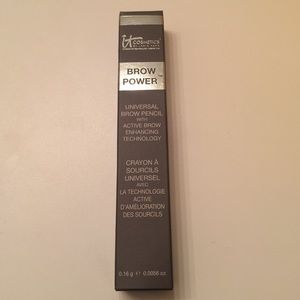 it
COSMETICS
BROW
POWER™
UNIVERSAL
BROW PENCIL
WITH
ACTIVE BROW
ENHANCING
TECHNOLOGY
CRAYON À
SOURCILS
UNIVERSEL
AVEC
LA TECHNOLOGIE
ACTIVE
D'AMÉLIORATION
DES SOURCILS
0.16 g ℮ 0.0056 oz